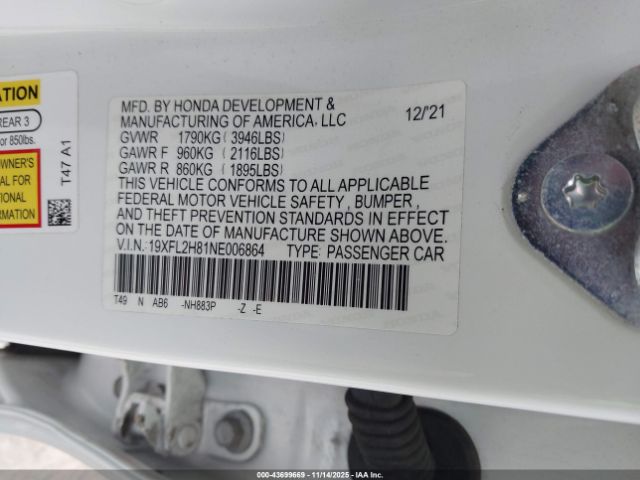 ATION
REAR 3
or 850lbs.
OWNER'S
AL FOR
TIONAL
RMATION
T47 A1
MFD. BY HONDA DEVELOPMENT & 12/21
MANUFACTURING OF AMERICA, LLC
GVWR 1790KG(3946LBS)
GAWR F 960KG(2116LBS)
GAWR R 860KG(1895LBS)
THIS VEHICLE CONFORMS TO ALL APPLICABLE
FEDERAL MOTOR VEHICLE SAFETY, BUMPER,
AND THEFT PREVENTION STANDARDS IN EFFECT
ON THE DATE OF MANUFACTURE SHOWN ABOVE.
V.I.N.:19XFL2H81NE006864 TYPE: PASSENGER CAR
T49 N AB6 -NH883P -Z -E
000-43699669 | 11/14/2025 | IAA Inc.